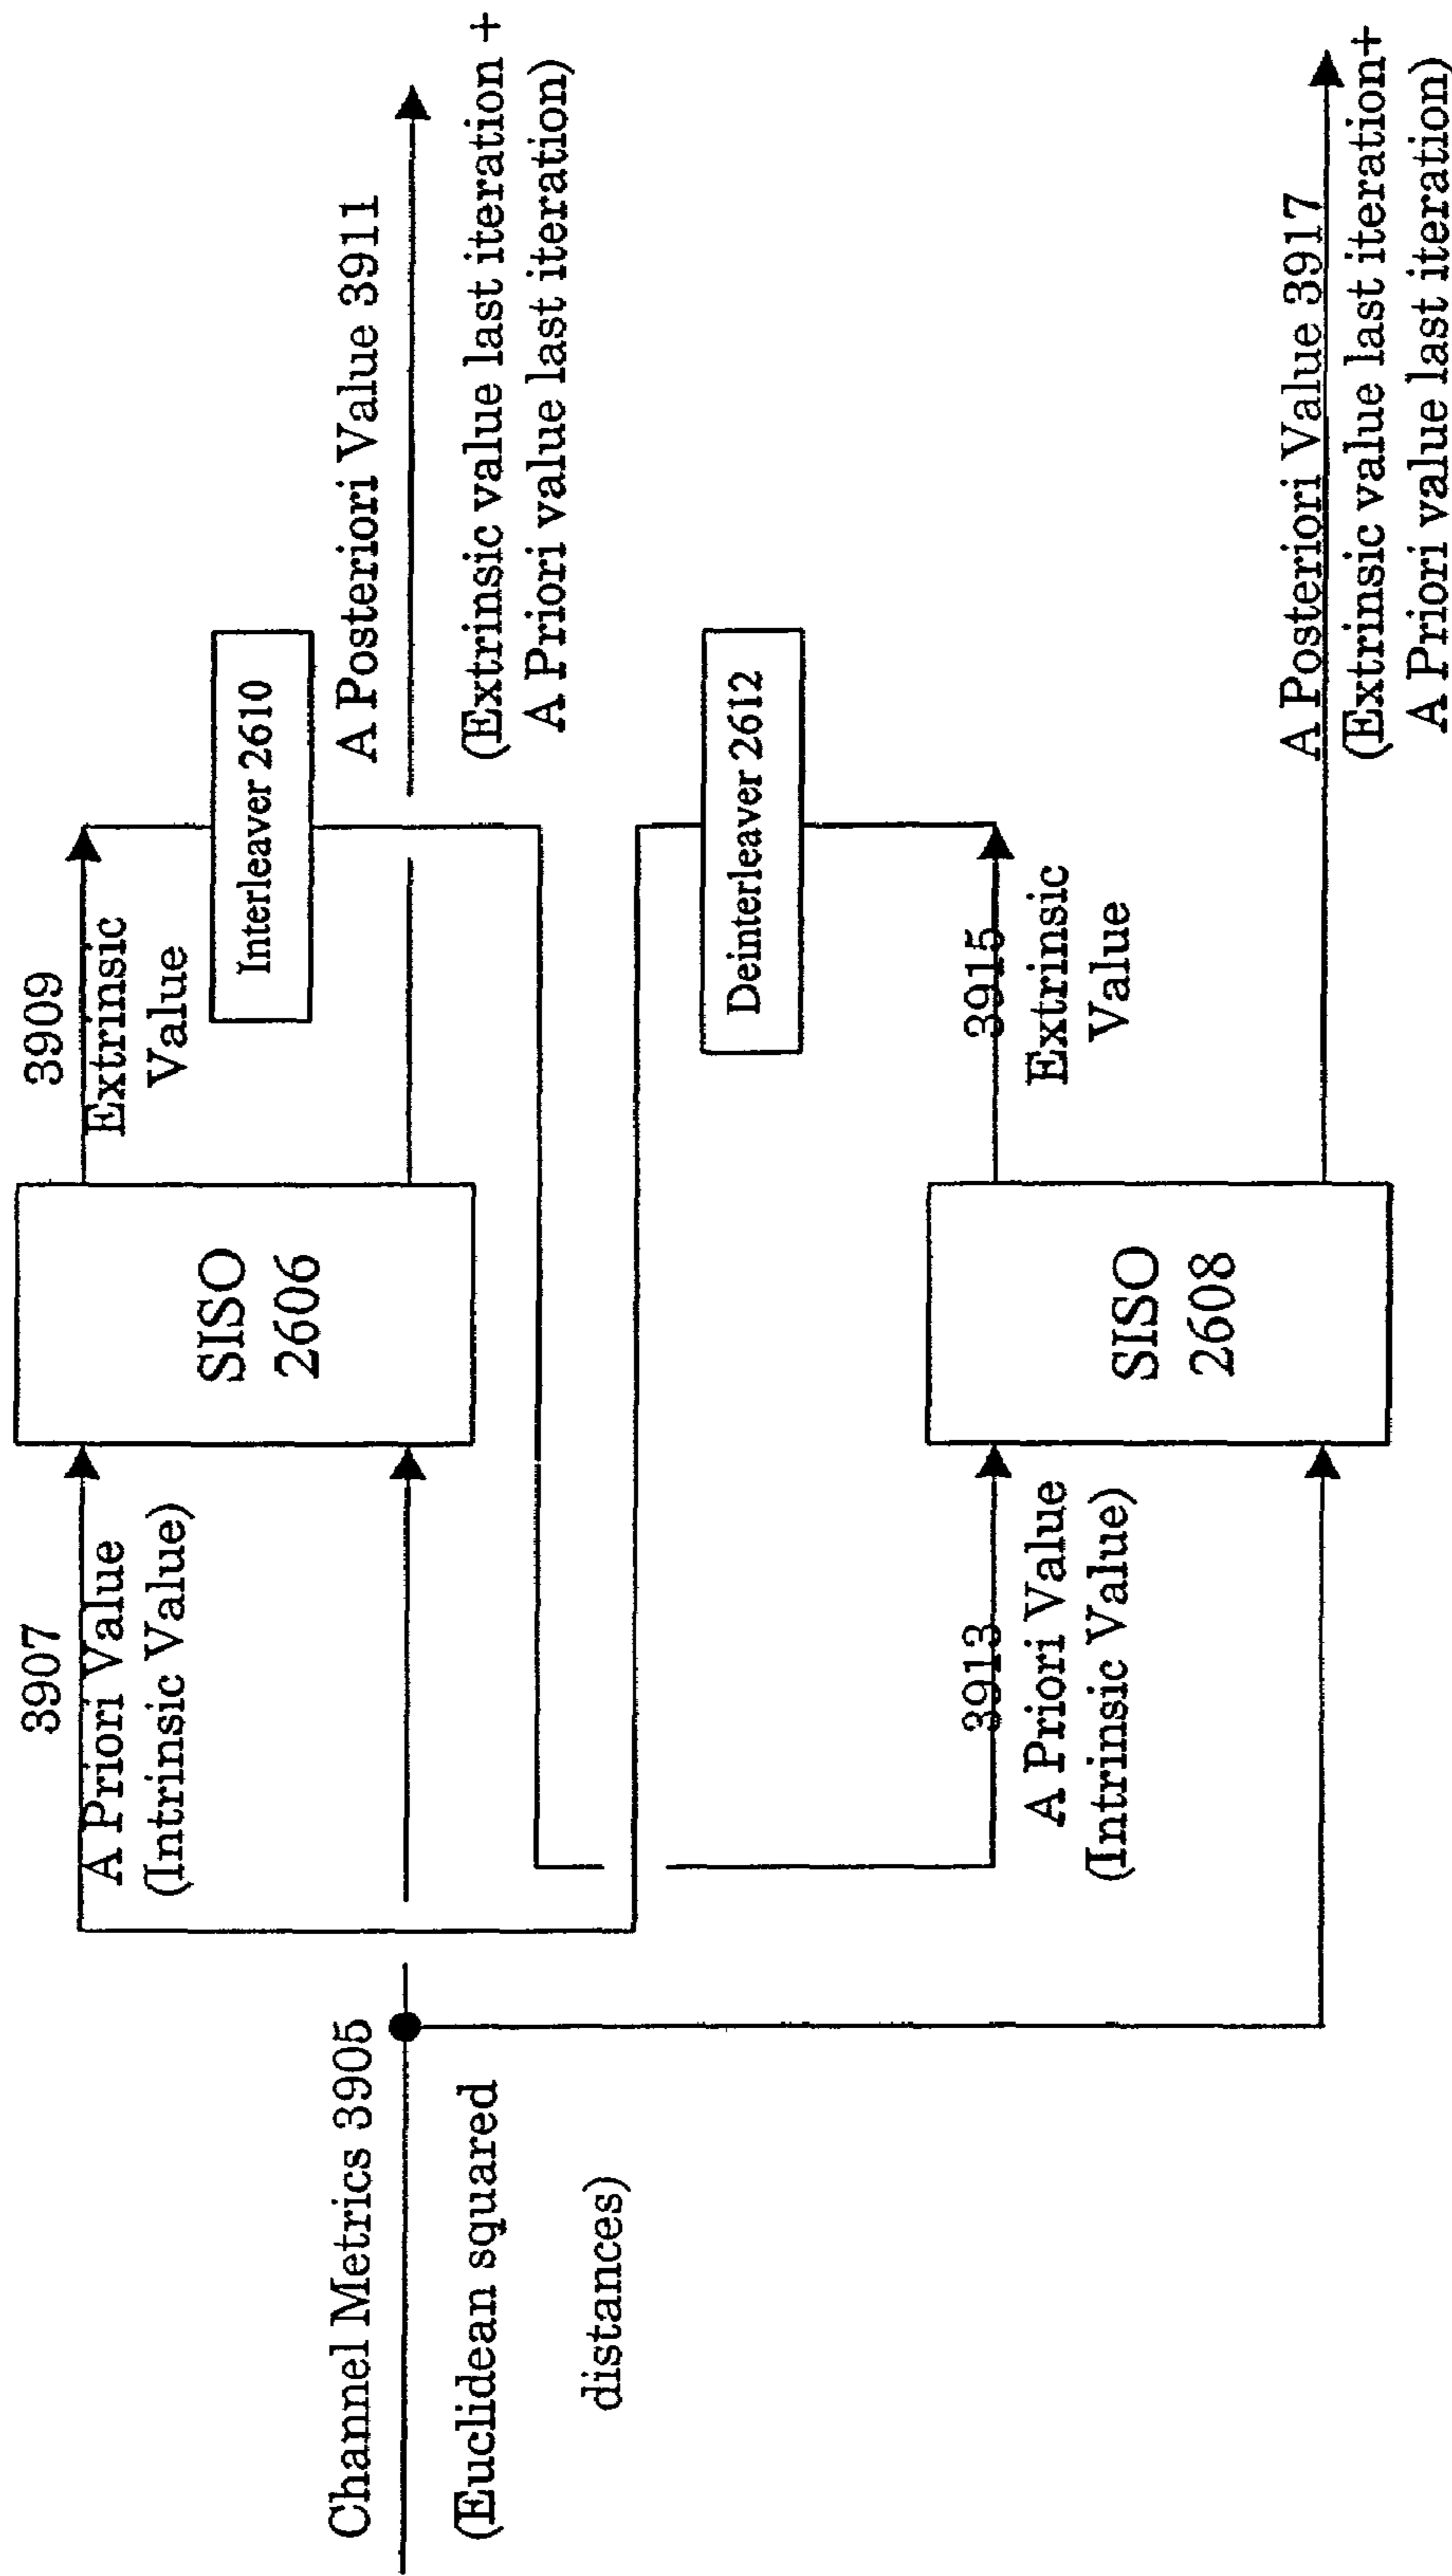 Channel Metrics 3905
(Euclidean squared
distances)
3907
A Priori Value
(Intrinsic Value)
SISO
2606
3909
Extrinsic
Value
Interleaver 2610
A Posteriori Value 3911
(Extrinsic value last iteration +
A Priori value last iteration)
Deinterleaver 2612
3913
A Priori Value
(Intrinsic Value)
SISO
2608
3915
Extrinsic
Value
A Posteriori Value 3917
(Extrinsic value last iteration+
A Priori value last iteration)